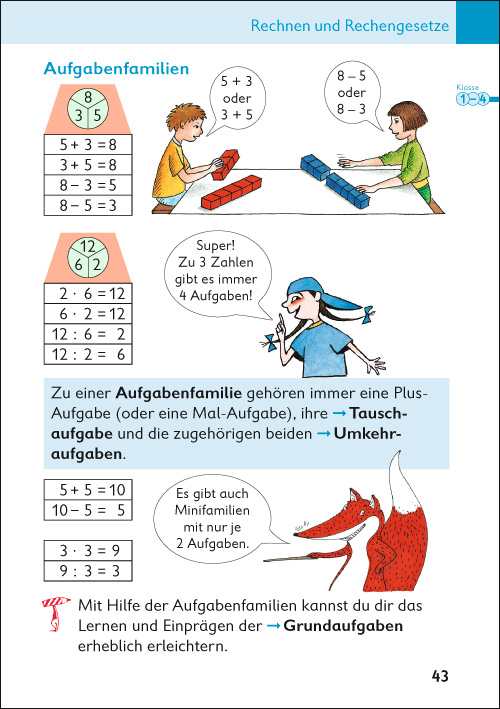 Rechnen und Rechengesetze
Klasse
1–4
Aufgabenfamilien
8
3 5
5 + 3 = 8
3 + 5 = 8
8 – 3 = 5
8 – 5 = 3
5 + 3
oder
3 + 5
8 – 5
oder
8 – 3
12
6 2
2 · 6 = 12
6 · 2 = 12
12 : 6 = 2
12 : 2 = 6
Super!
Zu 3 Zahlen
gibt es immer
4 Aufgaben!
Zu einer Aufgabenfamilie gehören immer eine Plus-
Aufgabe (oder eine Mal-Aufgabe), ihre ➞ Tausch-
aufgabe und die zugehörigen beiden ➞ Umkehr-
aufgaben.
5 + 5 = 10
10 – 5 = 5
3 · 3 = 9
9 : 3 = 3
Es gibt auch
Minifamilien
mit nur je
2 Aufgaben.
Mit Hilfe der Aufgabenfamilien kannst du dir das
Lernen und Einprägen der ➞ Grundaufgaben
erheblich erleichtern.
43